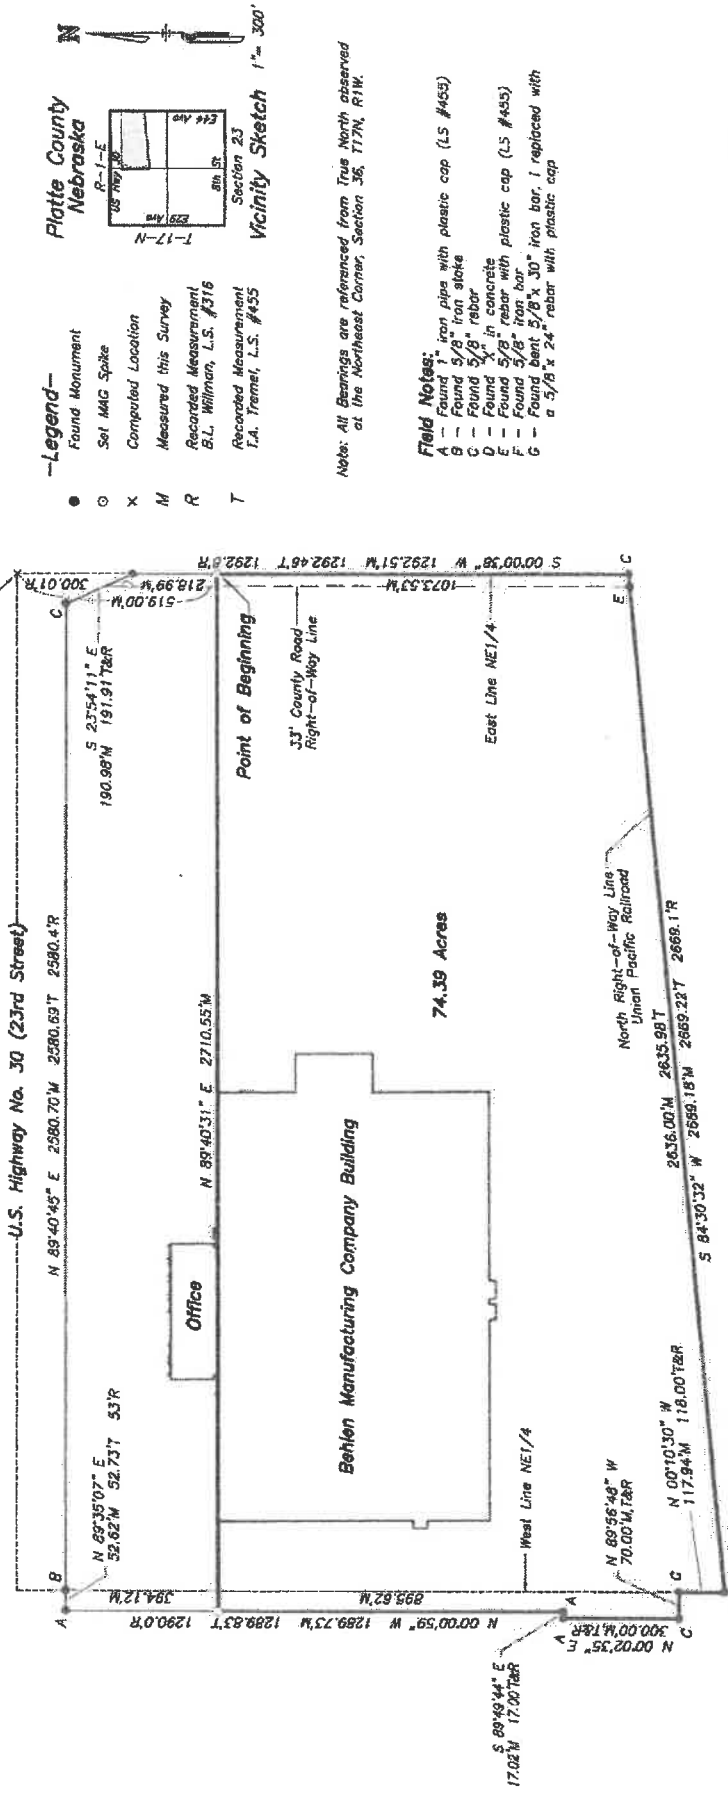 Platte County
Nebraska
N
R-1-E
US Hwy 30
T-17-N
E29 Ave
E44 Ave
8th St
Section 23
Vicinity Sketch 1"= 300'
—Legend—
● Found Monument
⊙ Set MAG Spike
x Computed Location
M Measured this Survey
R Recorded Measurement
B.L. Willman, L.S. #316
T Recorded Measurement
T.A. Tremel, L.S. #455
Note: All Bearings are referenced from True North observed
at the Northeast Corner, Section 36, T17N, R1W.
Field Notes:
A - Found 1" iron pipe with plastic cap (LS #455)
B - Found 5/8" iron stake
C - Found 5/8" rebar
D - Found "X" in concrete
E - Found 5/8" rebar with plastic cap (LS #455)
F - Found 5/8" iron bar
G - Found bent 5/8"x 30" iron bar, I replaced with
a 5/8"x 24" rebar with plastic cap
U.S. Highway No. 30 (23rd Street)
N 89°40'45" E 2580.70'M 2580.69'T 2580.4'R
A
B
N 89°35'07" E
52.62'M 52.73'T 53'R
C
300.01'R
S 23°54'11" E
190.98'M 191.91'T&R
218.99'M
519.00'M
394.12'M
N 89°40'31" E 2710.55'M
Office
Point of Beginning
33' County Road
Right-of-Way Line
Behlen Manufacturing Company Building
74.39 Acres
East Line NE1/4
West Line NE1/4
S 00°00'38" W 1292.51'M 1292.46'T 1292.6'R
1073.53'M
N 00°00'59" W 1289.73'M 1289.83'T 1290.0'R
895.62'M
A
S 89°49'44" E
17.02'M 17.00'T&R
N 00°02'35" E
300.00'M,T&R
N 89°56'48" W
70.00'M,T&R
C
G
N 00°10'30" W
117.94'M 118.00'T&R
North Right-of-Way Line
Union Pacific Railroad
2636.00'M 2635.98'T
S 84°30'32" W 2669.18'M 2669.22'T 2669.1'R
E
C